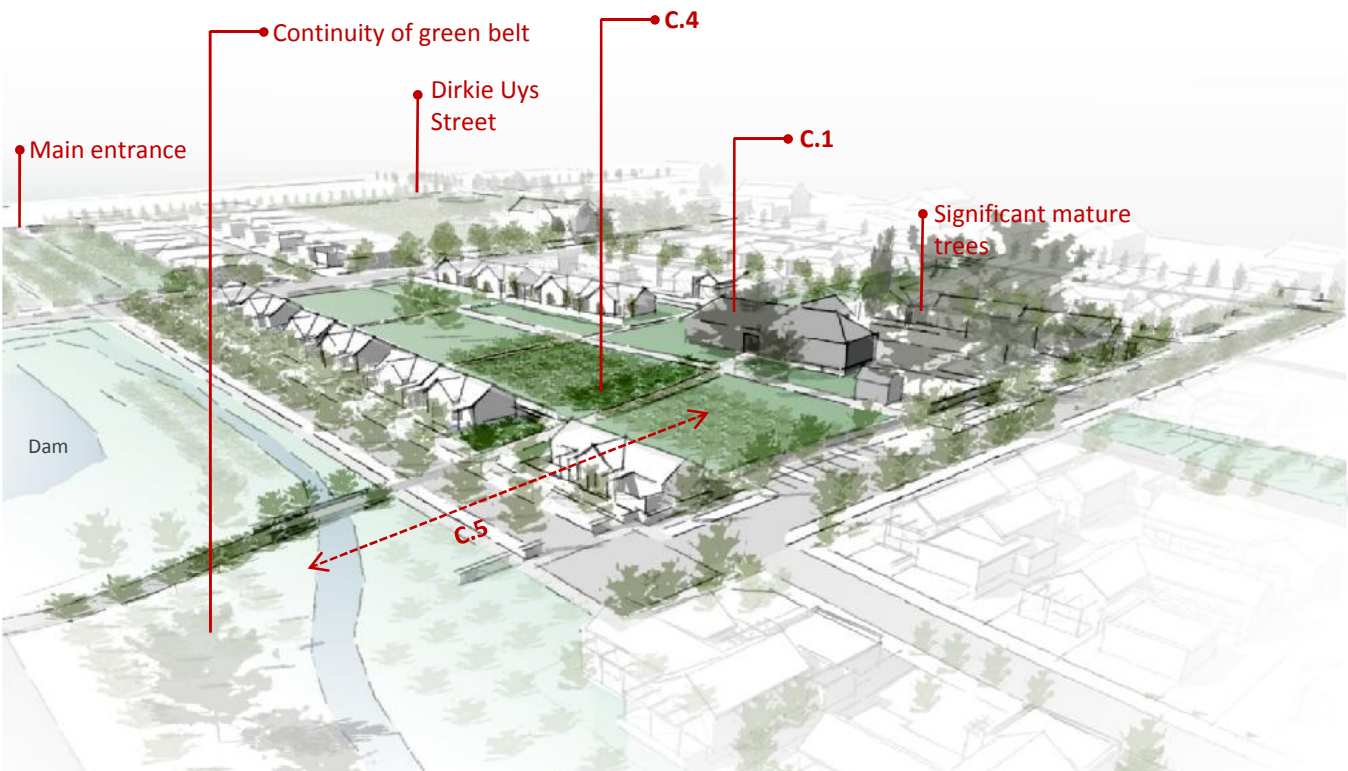 Continuity of green belt
C.4
Dirkie Uys
Street
Main entrance
C.1
Significant mature
trees
Dam
C.5